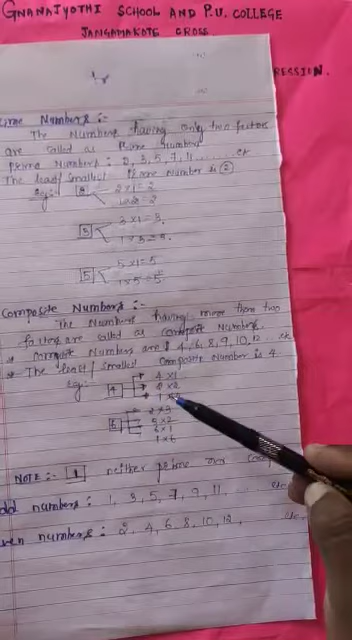 GNANAJYOTHI SCHOOL AND P.U. COLLEGE
JANGAMAKOTE CROSS
RESSION.
Numbers :-
The Numbers having only two factors
are called as Prime Number
Prime Numbers : 2, 3, 5, 7, 11 ...... etc
The least/smallest Prime Number is 2
Eg: 2 2×1=2
1×2=2
3 3×1=3.
1×3=3.
5 5×1=5
1×5=5
Composite Numbers :-
The Numbers having more than two
factors are called as Numbers.
Numbers are 4, 6, 8, 9, 10, 12, etc
The least/smallest Composite Number is 4.
Eg: 4 4×1
2×2
6 2×3
6×1
1×6
NOTE :- 1 neither prime
numbers : 1, 3, 5, 7, 9, 11,
numbers : 2, 4, 6, 8, 10, 12,